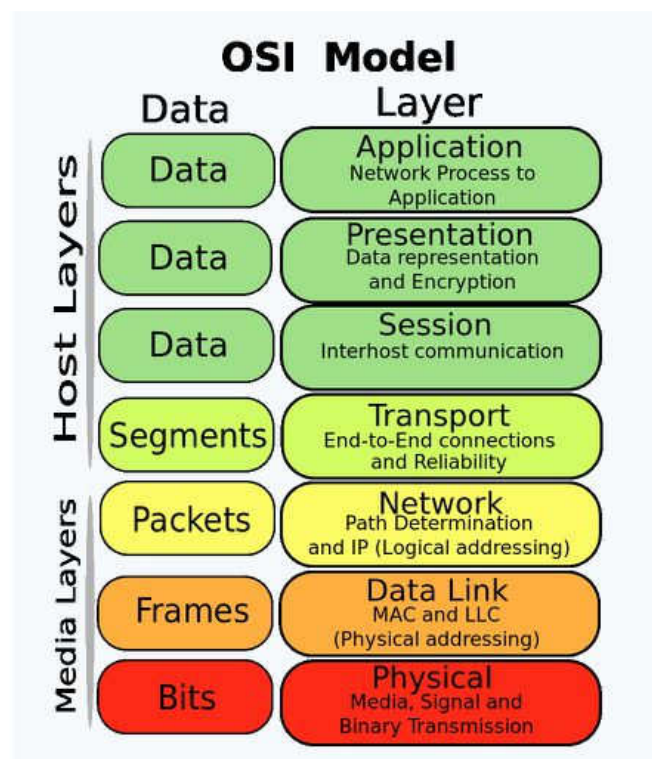 OSI Model
Data
Layer
Host Layers
Data
Application
Network Process to
Application
Data
Presentation
Data representation
and Encryption
Data
Session
Interhost communication
Segments
Transport
End-to-End connections
and Reliability
Media Layers
Packets
Network
Path Determination
and IP (Logical addressing)
Frames
Data Link
MAC and LLC
(Physical addressing)
Bits
Physical
Media, Signal and
Binary Transmission